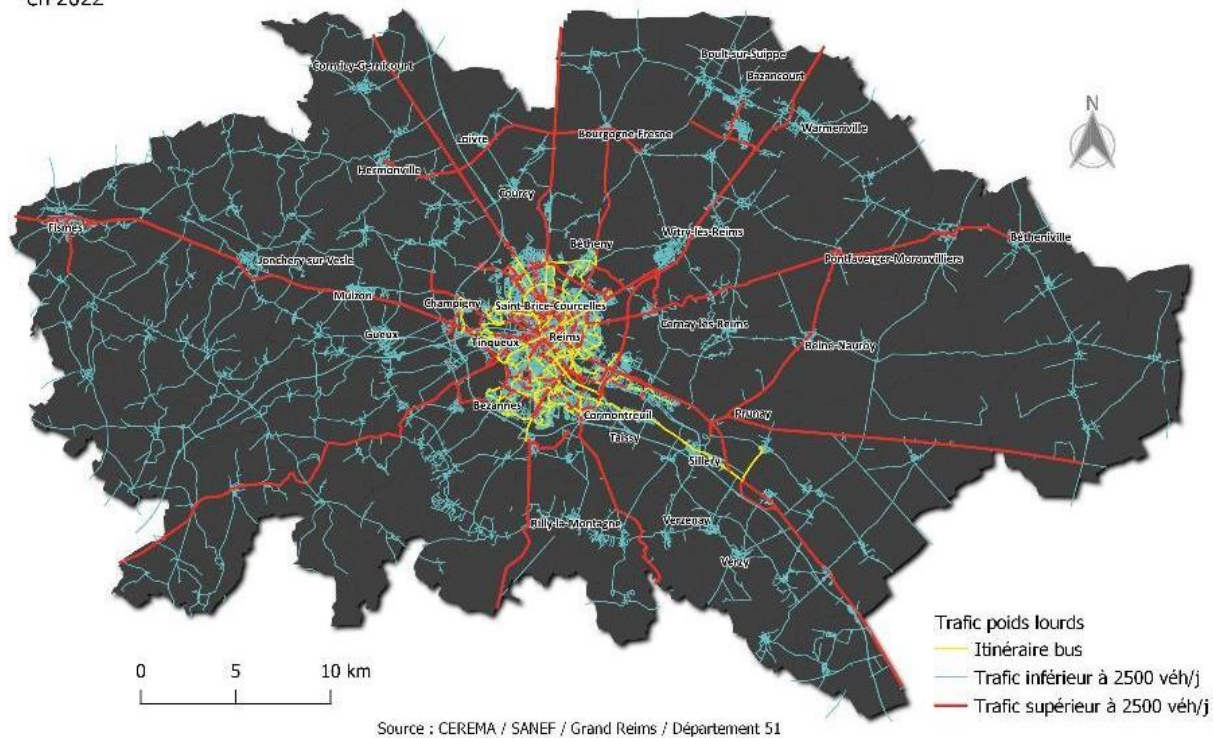 en 2022
Cormicy-Gernicourt
Boult-sur-Suippe
Bazancourt
N
Warmeriville
Bourgogne-Fresne
Loivre
Hermonville
Courcy
Fismes
Bétheny
Witry-lès-Reims
Bétheniville
Jonchery-sur-Vesle
Pontfaverger-Moronvilliers
Muizon
Champigny
Saint-Brice-Courcelles
Cernay-lès-Reims
Gueux
Tinqueux
Reims
Beine-Nauroy
Bezannes
Cormontreuil
Prunay
Taissy
Sillery
Rilly-la-Montagne
Verzenay
Verzy
Trafic poids lourds
Itinéraire bus
Trafic inférieur à 2500 véh/j
Trafic supérieur à 2500 véh/j
0 5 10 km
Source : CEREMA / SANEF / Grand Reims / Département 51